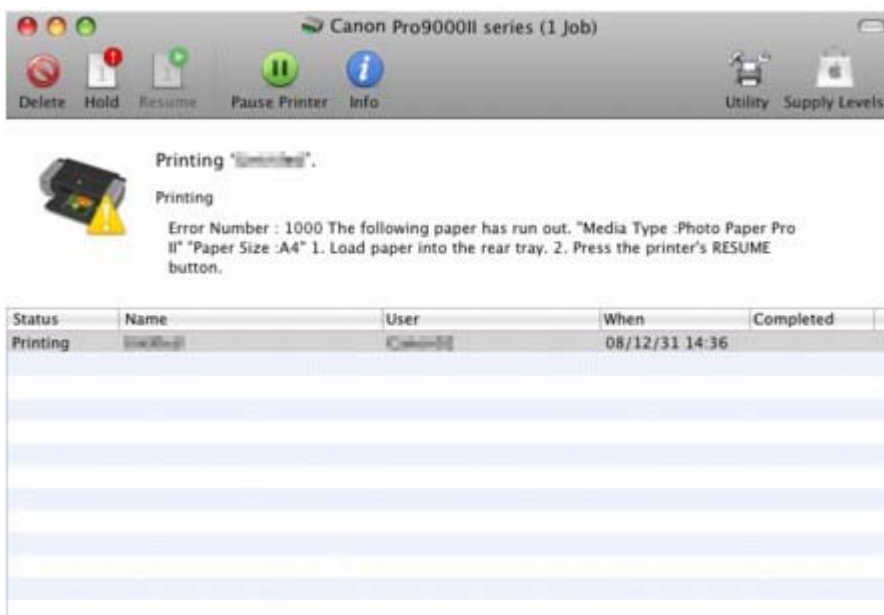 Canon Pro9000II series (1 Job)
Delete Hold Resume Pause Printer Info Utility Supply Levels
Printing ‘ ’.
Printing
Error Number : 1000 The following paper has run out. "Media Type :Photo Paper Pro
II" "Paper Size :A4" 1. Load paper into the rear tray. 2. Press the printer's RESUME
button.
Status Name User When Completed
Printing 08/12/31 14:36